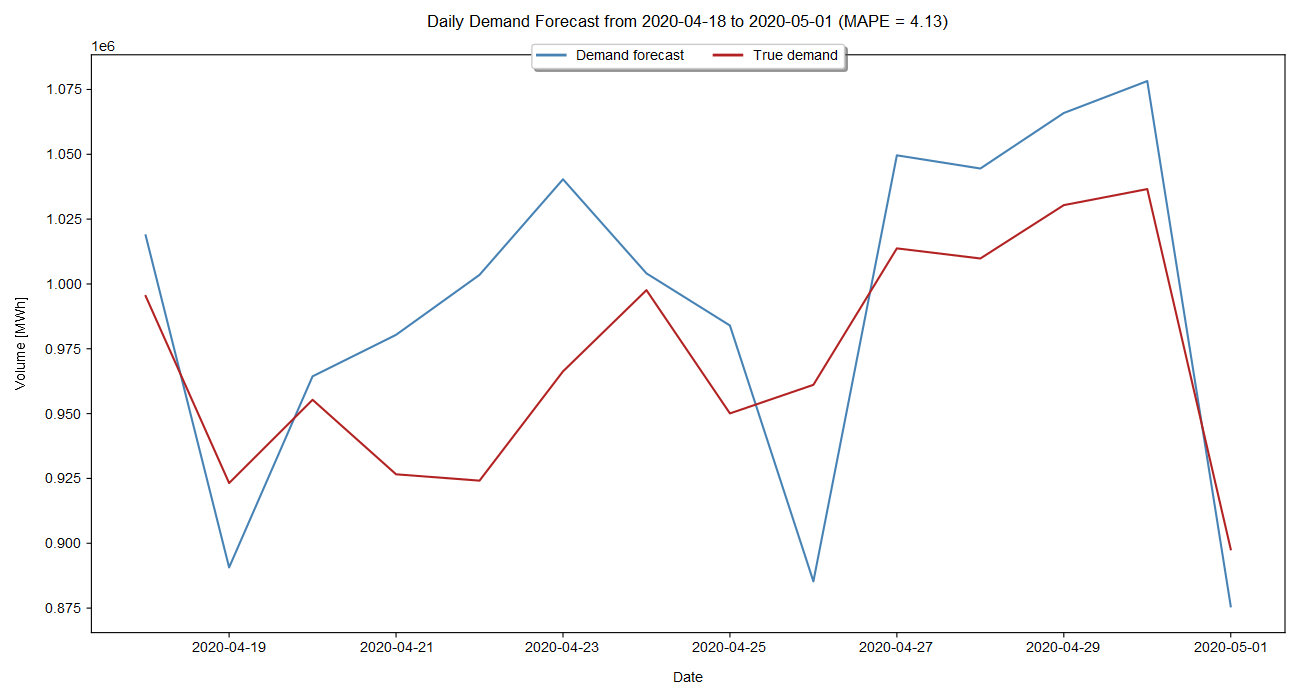 Daily Demand Forecast from 2020-04-18 to 2020-05-01 (MAPE = 4.13)
1e6
Demand forecast True demand
1.075
1.050
1.025
1.000
0.975
0.950
0.925
0.900
0.875
Volume [MWh]
2020-04-19 2020-04-21 2020-04-23 2020-04-25 2020-04-27 2020-04-29 2020-05-01
Date